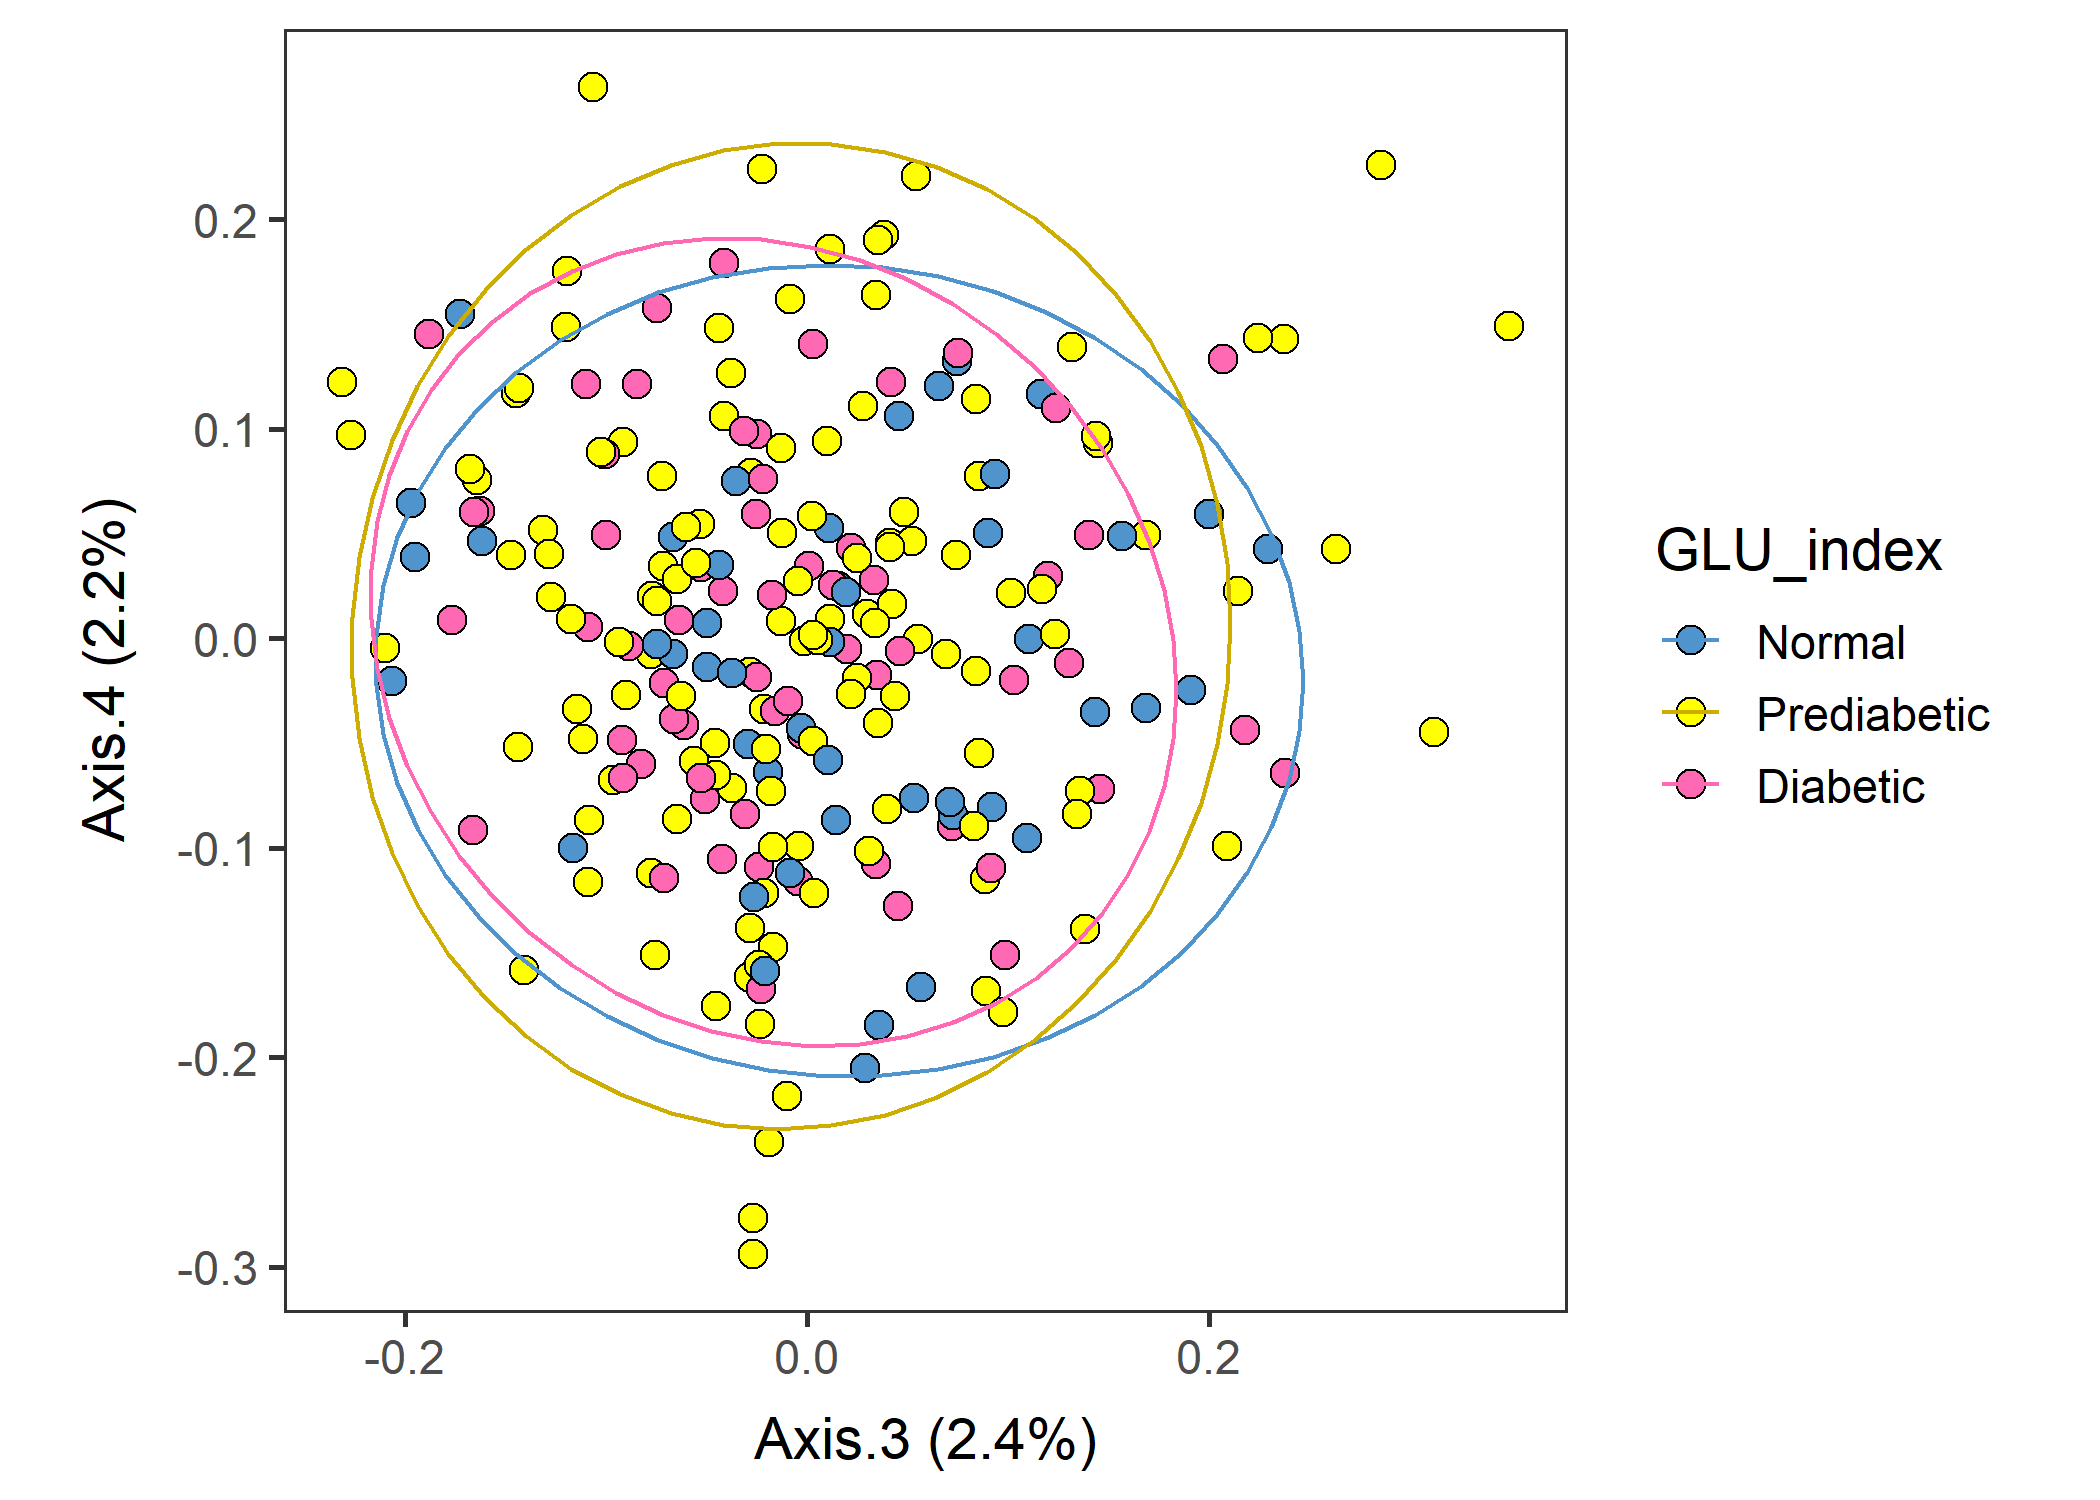 0.2
0.1
0.0
-0.1
-0.2
-0.3
Axis.4 (2.2%)
-0.2
0.0
0.2
Axis.3 (2.4%)
GLU_index
Normal
Prediabetic
Diabetic